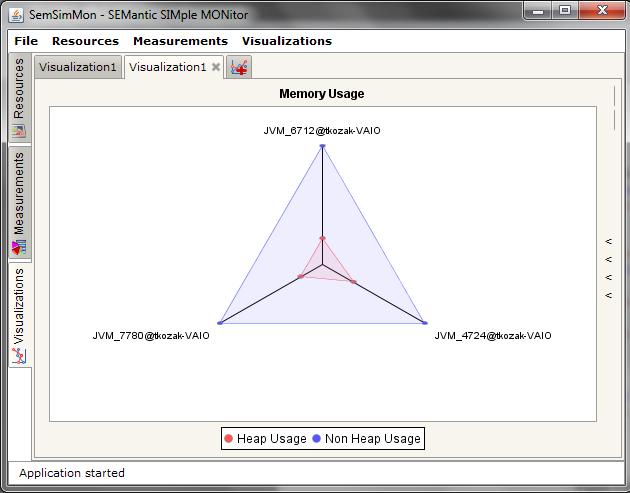 SemSimMon - SEMantic SIMple MONitor
File Resources Measurements Visualizations
Visualization1 Visualization1
Resources
Measurements
Visualizations
Memory Usage
JVM_6712@tkozak-VAIO
JVM_7780@tkozak-VAIO JVM_4724@tkozak-VAIO
<
<
<
<
Heap Usage Non Heap Usage
Application started